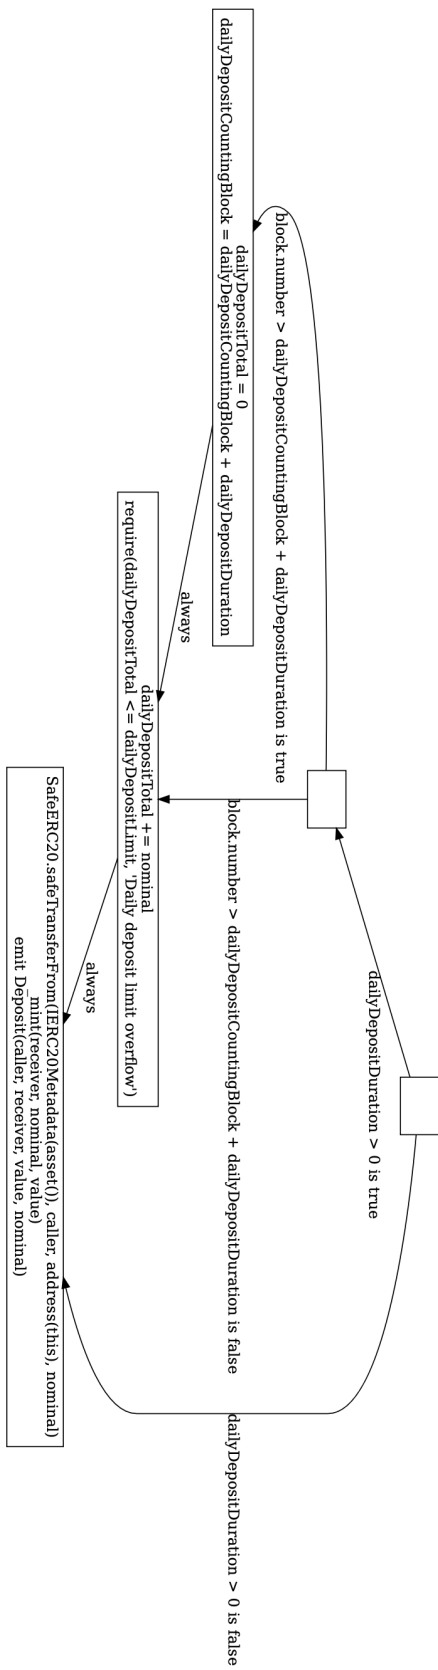 dailyDepositDuration > 0 is true
block.number > dailyDepositCountingBlock + dailyDepositDuration is true
dailyDepositTotal = 0
dailyDepositCountingBlock = dailyDepositCountingBlock + dailyDepositDuration
block.number > dailyDepositCountingBlock + dailyDepositDuration is false
dailyDepositDuration > 0 is false
always
dailyDepositTotal += nominal
require(dailyDepositTotal <= dailyDepositLimit, 'Daily deposit limit overflow')
always
SafeERC20.safeTransferFrom(IERC20Metadata(asset()), caller, address(this), nominal)
_mint(receiver, nominal, value)
emit Deposit(caller, receiver, value, nominal)